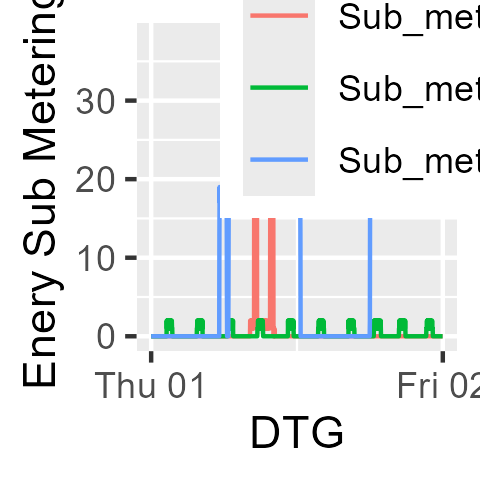 Sub_met
Sub_met
Sub_met
Enery Sub Metering
30
20
10
0
Thu 01
Fri 02
DTG